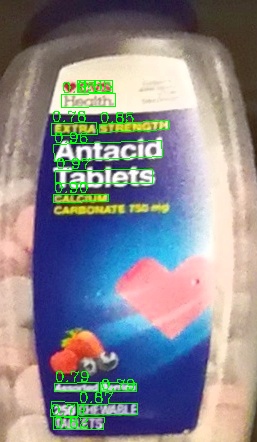 CVS
Health
EXTRA STRENGTH
Antacid
Tablets
CALCIUM
CARBONATE 750 mg
Assorted Berries
250 CHEWABLE
TABLETS